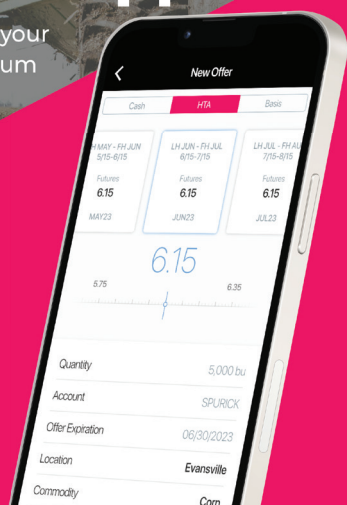 your
um
New Offer
Cash HTA Basis
H MAY - FH JUN LH JUN - FH JUL LH JUL - FH AU
5/15-6/15 6/15-7/15 7/15-8/15
Futures Futures Futures
6.15 6.15 6.15
MAY23 JUN23 JUL23
6.15
5.75 6.35
Quantity 5,000 bu
Account SPURICK
Offer Expiration 06/30/2023
Location Evansville
Commodity Corn